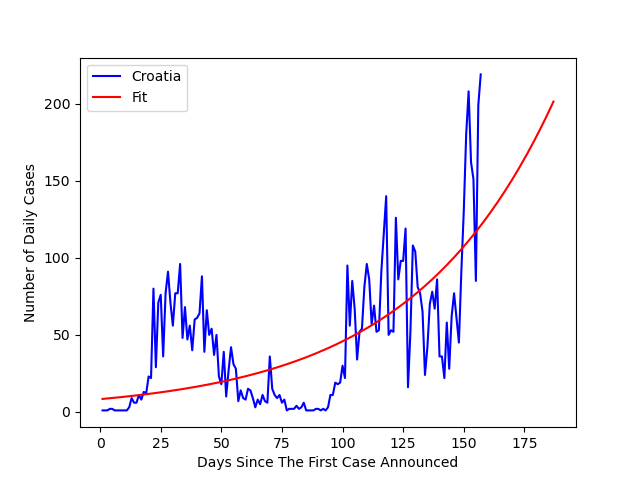 Croatia
Fit
Number of Daily Cases
200
150
100
50
0
0 25 50 75 100 125 150 175
Days Since The First Case Announced